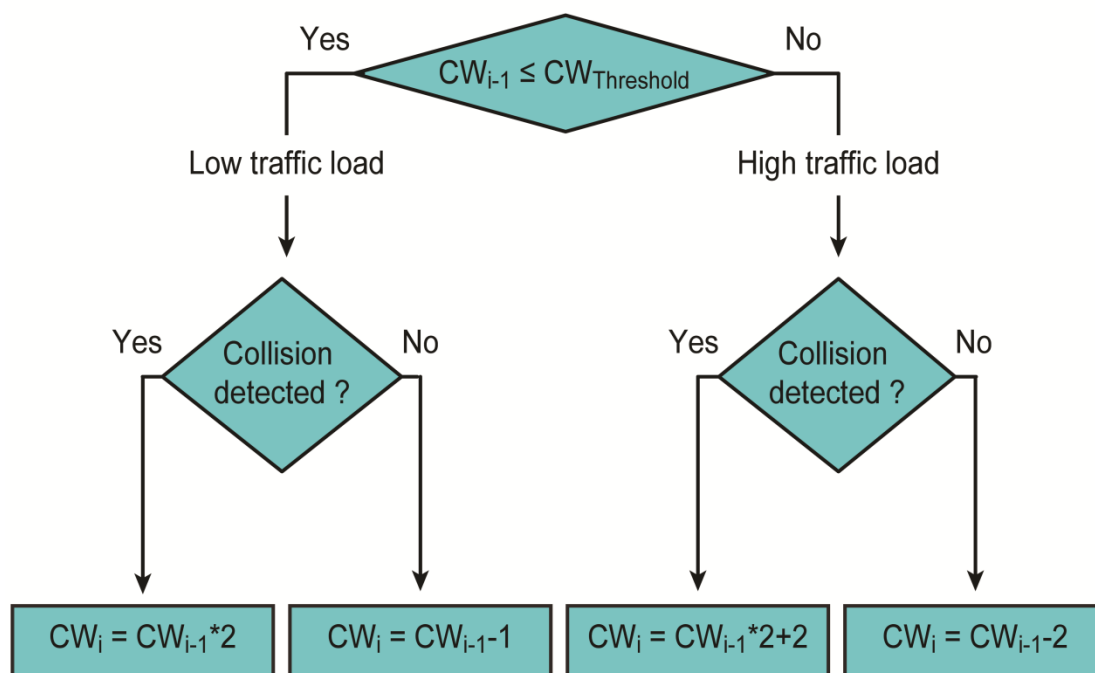 Yes
No
CWi-1 ≤ CWThreshold
Low traffic load
High traffic load
Yes
Collision
detected ?
No
Yes
Collision
detected ?
No
CWi = CWi-1*2
CWi = CWi-1-1
CWi = CWi-1*2+2
CWi = CWi-1-2